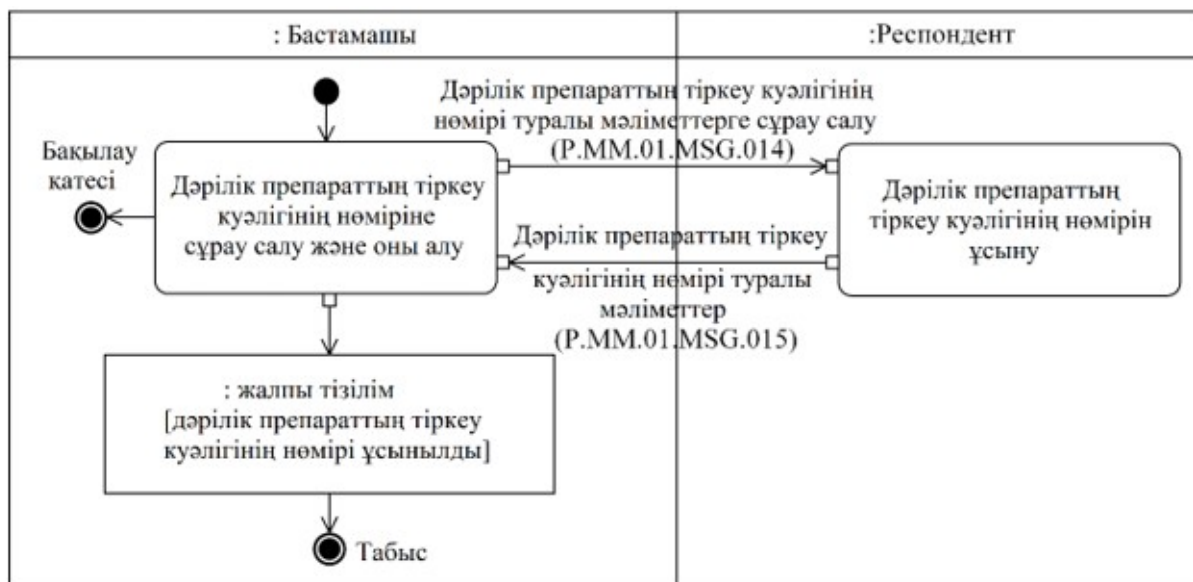 : Бастамашы
:Респондент
Дәрілік препараттың тіркеу куәлігінің
нөмірі туралы мәліметтерге сұрау салу
(P.MM.01.MSG.014)
Бақылау
қатесі
Дәрілік препараттың тіркеу
куәлігінің нөміріне
сұрау салу және оны алу
Дәрілік препараттың
тіркеу куәлігінің нөмірін
ұсыну
Дәрілік препараттың тіркеу
куәлігінің нөмірі туралы
мәліметтер
(P.MM.01.MSG.015)
: жалпы тізілім
[дәрілік препараттың тіркеу
куәлігінің нөмірі ұсынылды]
Табыс